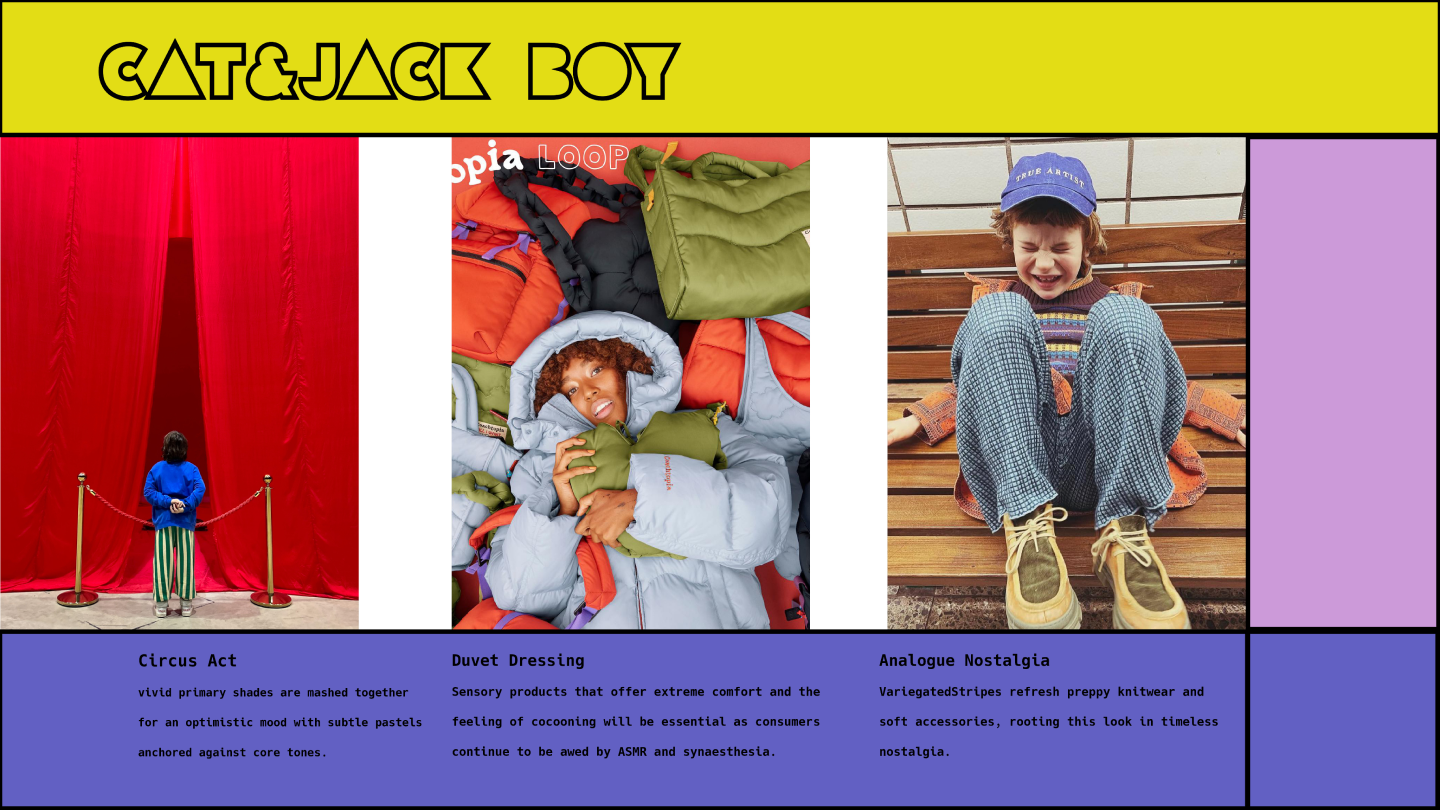 CAT&JACK BOY
opia LOOP
TRUE ARTIST
Coachtopia
Circus Act
vivid primary shades are mashed together
for an optimistic mood with subtle pastels
anchored against core tones.
Duvet Dressing
Sensory products that offer extreme comfort and the
feeling of cocooning will be essential as consumers
continue to be awed by ASMR and synaesthesia.
Analogue Nostalgia
VariegatedStripes refresh preppy knitwear and
soft accessories, rooting this look in timeless
nostalgia.